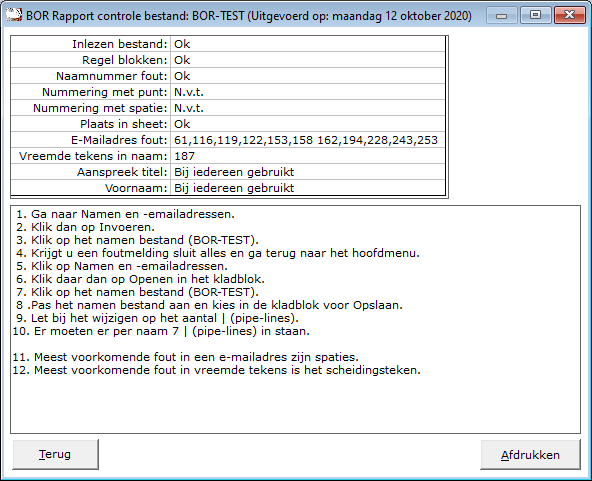 BOR Rapport controle bestand: BOR-TEST (Uitgevoerd op: maandag 12 oktober 2020)
Inlezen bestand: Ok
Regel blokken: Ok
Naamnummer fout: Ok
Nummering met punt: N.v.t.
Nummering met spatie: N.v.t.
Plaats in sheet: Ok
E-Mailadres fout: 61,116,119,122,153,158 162,194,228,243,253
Vreemde tekens in naam: 187
Aanspreek titel: Bij iedereen gebruikt
Voornaam: Bij iedereen gebruikt
1. Ga naar Namen en -emailadressen.
2. Klik dan op Invoeren.
3. Klik op het namen bestand (BOR-TEST).
4. Krijgt u een foutmelding sluit alles en ga terug naar het hoofdmenu.
5. Klik op Namen en -emailadressen.
6. Klik daar dan op Openen in het kladblok.
7. Klik op het namen bestand (BOR-TEST).
8 .Pas het namen bestand aan en kies in de kladblok voor Opslaan.
9. Let bij het wijzigen op het aantal | (pipe-lines).
10. Er moeten er per naam 7 | (pipe-lines) in staan.
11. Meest voorkomende fout in een e-mailadres zijn spaties.
12. Meest voorkomende fout in vreemde tekens is het scheidingsteken.
Terug
Afdrukken